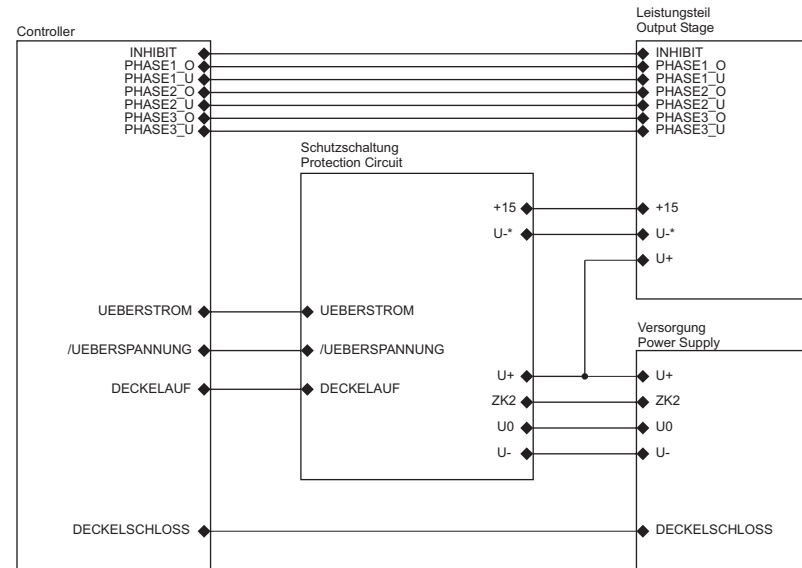 Controller
INHIBIT
PHASE1_O
PHASE1_U
PHASE2_O
PHASE2_U
PHASE3_O
PHASE3_U
UEBERSTROM
/UEBERSPANNUNG
DECKELAUF
DECKELSCHLOSS
Schutzschaltung
Protection Circuit
+15
U-*
UEBERSTROM
/UEBERSPANNUNG
DECKELAUF
U+
ZK2
U0
U-
Leistungsteil
Output Stage
INHIBIT
PHASE1_O
PHASE1_U
PHASE2_O
PHASE2_U
PHASE3_O
PHASE3_U
+15
U-*
U+
Versorgung
Power Supply
U+
ZK2
U0
U-
DECKELSCHLOSS